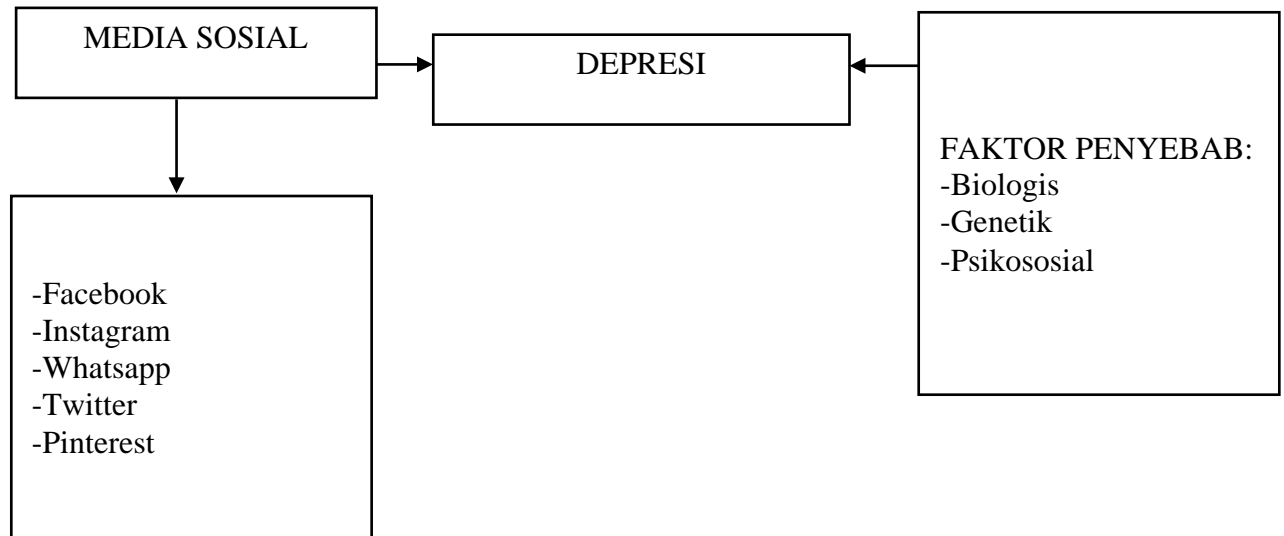 MEDIA SOSIAL
DEPRESI
FAKTOR PENYEBAB:
-Biologis
-Genetik
-Psikososial
-Facebook
-Instagram
-Whatsapp
-Twitter
-Pinterest